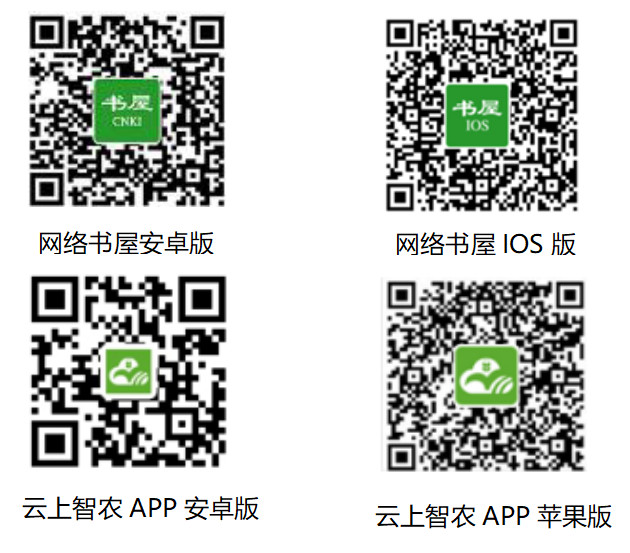 书屋
CNKI
书屋
IOS
网络书屋安卓版
网络书屋 IOS 版
云上智农 APP 安卓版
云上智农 APP 苹果版